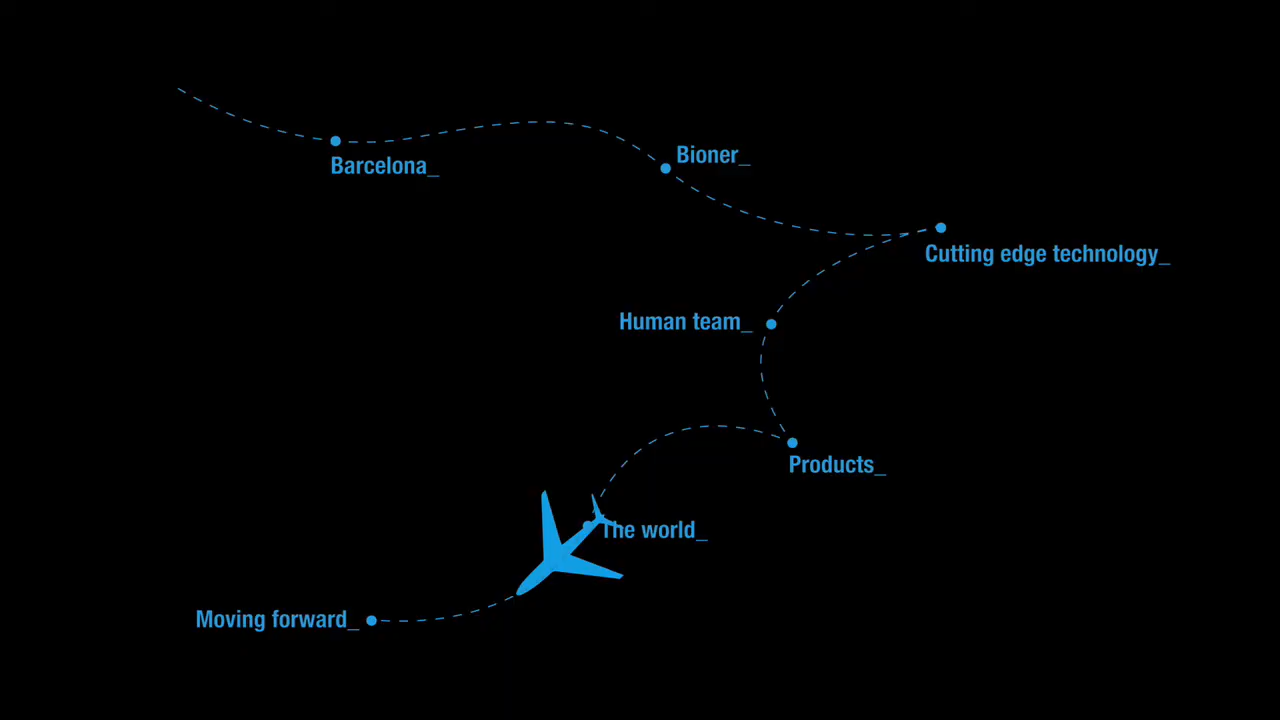 Bioner_
Barcelona_
Cutting edge technology_
Human team_
Products_
The world_
Moving forward_